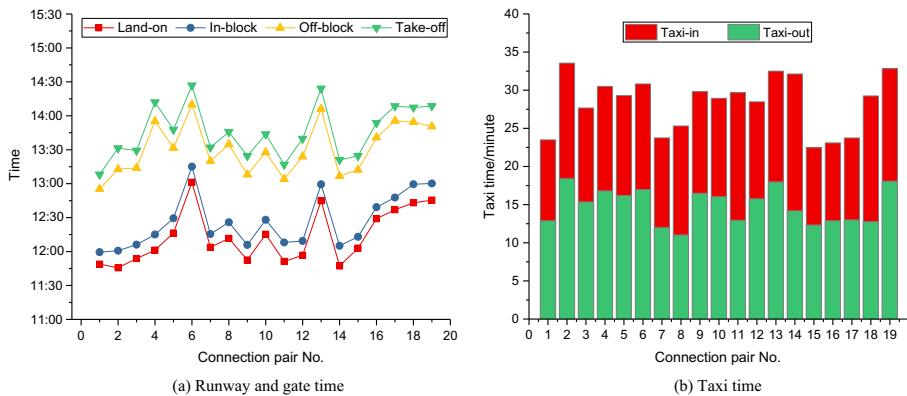 Land-on In-block Off-block Take-off
15:30
15:00
14:30
14:00
13:30
13:00
12:30
12:00
11:30
11:00
Time
0 2 4 6 8 10 12 14 16 18 20
Connection pair No.
(a) Runway and gate time
Taxi-in Taxi-out
40
35
30
25
20
15
10
5
0
Taxi time/minute
0 1 2 3 4 5 6 7 8 9 10 11 12 13 14 15 16 17 18 19
Connection pair No.
(b) Taxi time